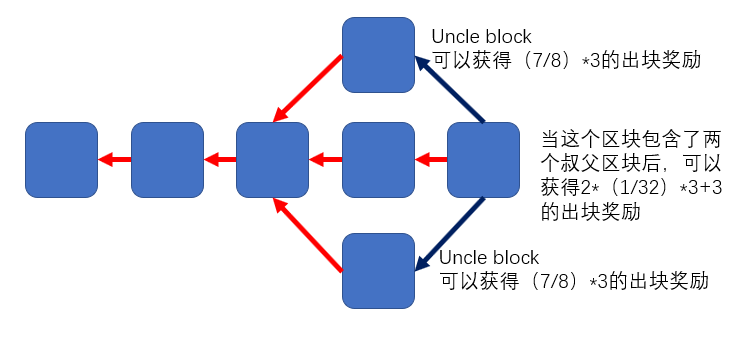 Uncle block
可以获得（7/8）*3的出块奖励
当这个区块包含了两
个叔父区块后，可以
获得2*（1/32）*3+3
的出块奖励
Uncle block
可以获得（7/8）*3的出块奖励